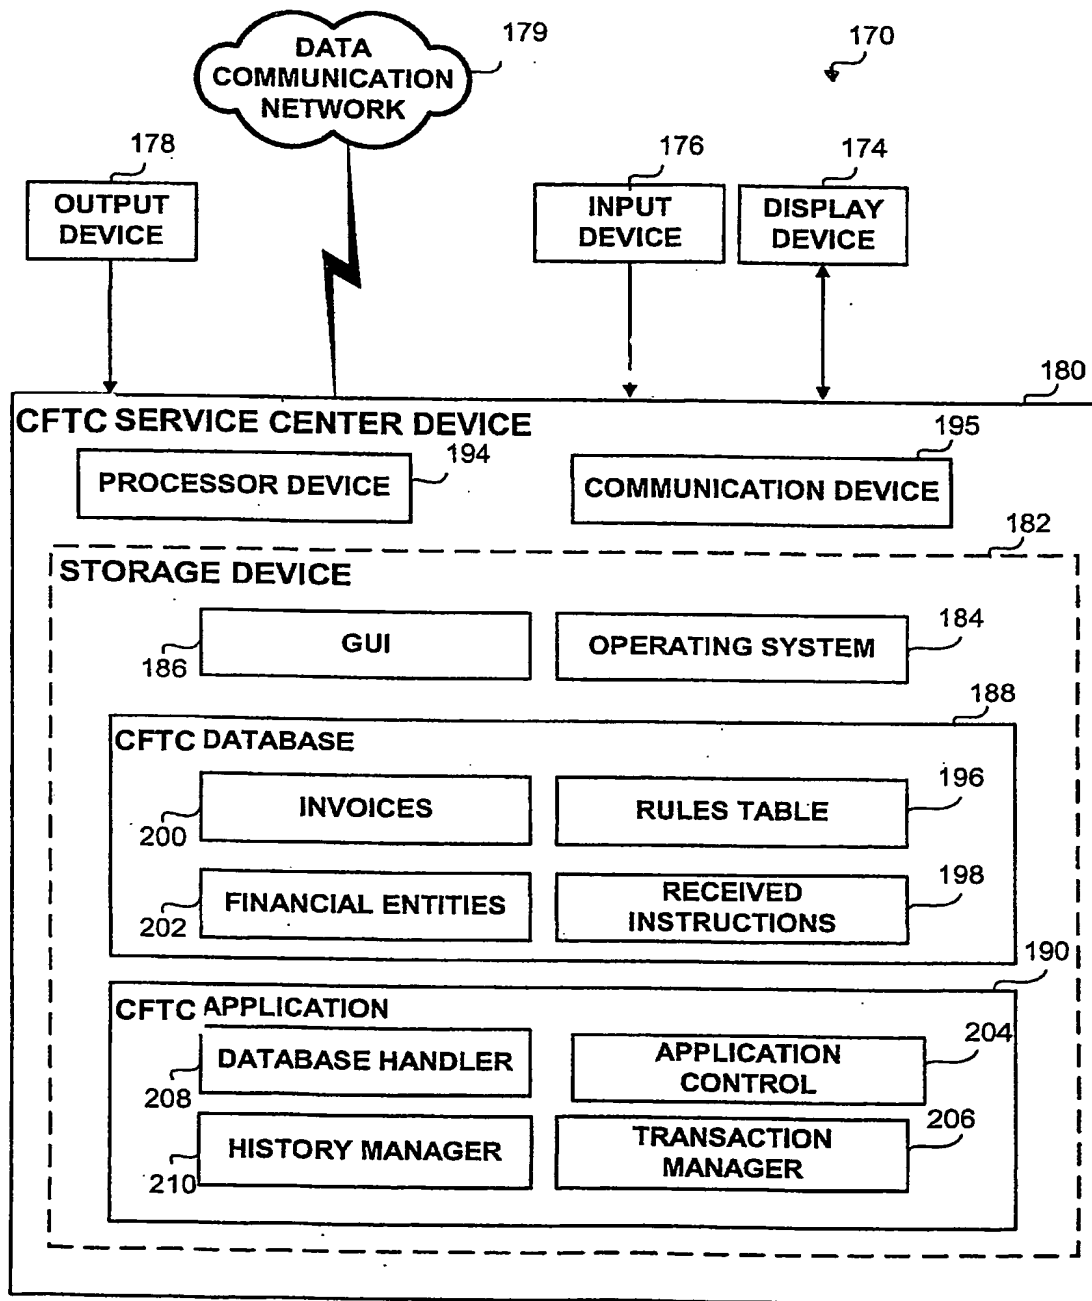 DATA
COMMUNICATION
NETWORK
179
170
178
176
174
OUTPUT
DEVICE
INPUT
DEVICE
DISPLAY
DEVICE
180
CFTC SERVICE CENTER DEVICE
194
195
PROCESSOR DEVICE
COMMUNICATION DEVICE
182
STORAGE DEVICE
GUI
186
OPERATING SYSTEM
184
188
CFTC DATABASE
INVOICES
200
RULES TABLE
196
FINANCIAL ENTITIES
202
RECEIVED
INSTRUCTIONS
198
190
CFTC APPLICATION
DATABASE HANDLER
208
APPLICATION
CONTROL
204
HISTORY MANAGER
210
TRANSACTION
MANAGER
206